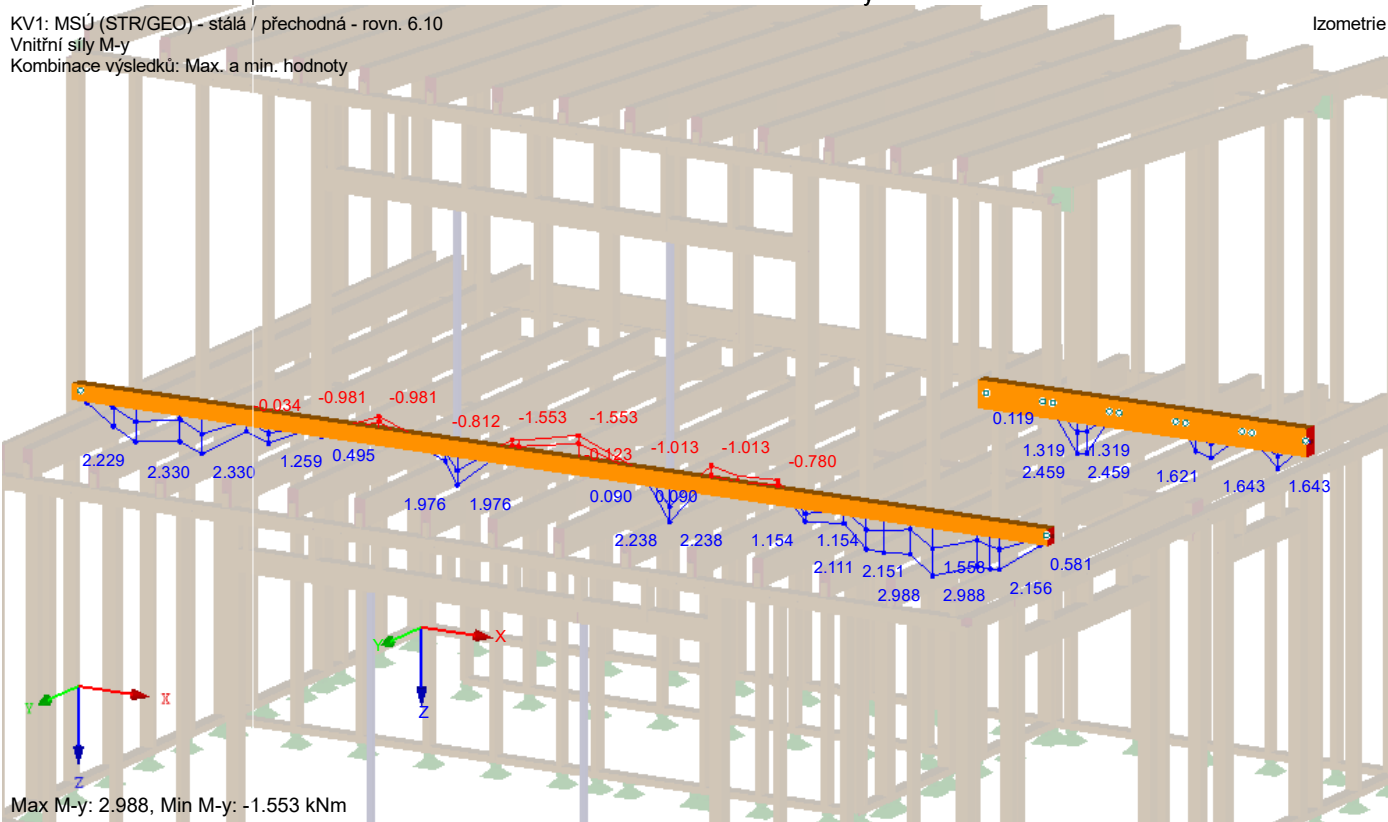 KV1: MSÚ (STR/GEO) - stálá / přechodná - rovn. 6.10
Izometrie
Vnitřní síly M-y
Kombinace výsledků: Max. a min. hodnoty
0.034 -0.981 -0.981
-0.812 -1.553 -1.553
0.123 -1.013 -1.013
-0.780
0.119
1.319 1.319
2.459 2.459
1.621 1.643 1.643
2.229 2.330 2.330 1.259 0.495
1.976 1.976
0.090 0.090
2.238 2.238 1.154 1.154
2.111 2.151 1.558 0.581
2.988 2.988 2.156
Y X
Z
Y X
Z
Max M-y: 2.988, Min M-y: -1.553 kNm